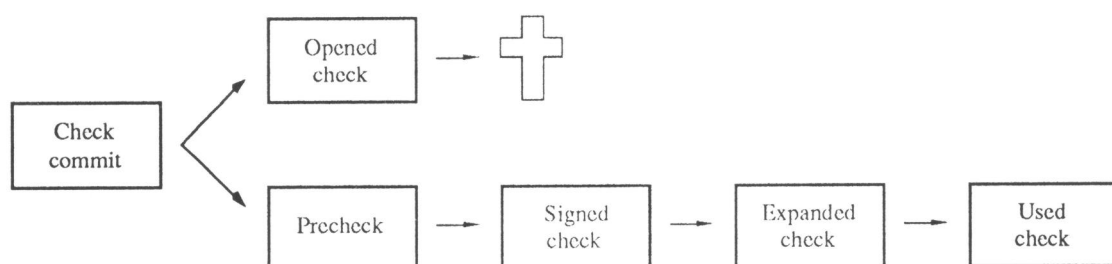 Opened
check
Check
commit
Precheck
Signed
check
Expanded
check
Used
check